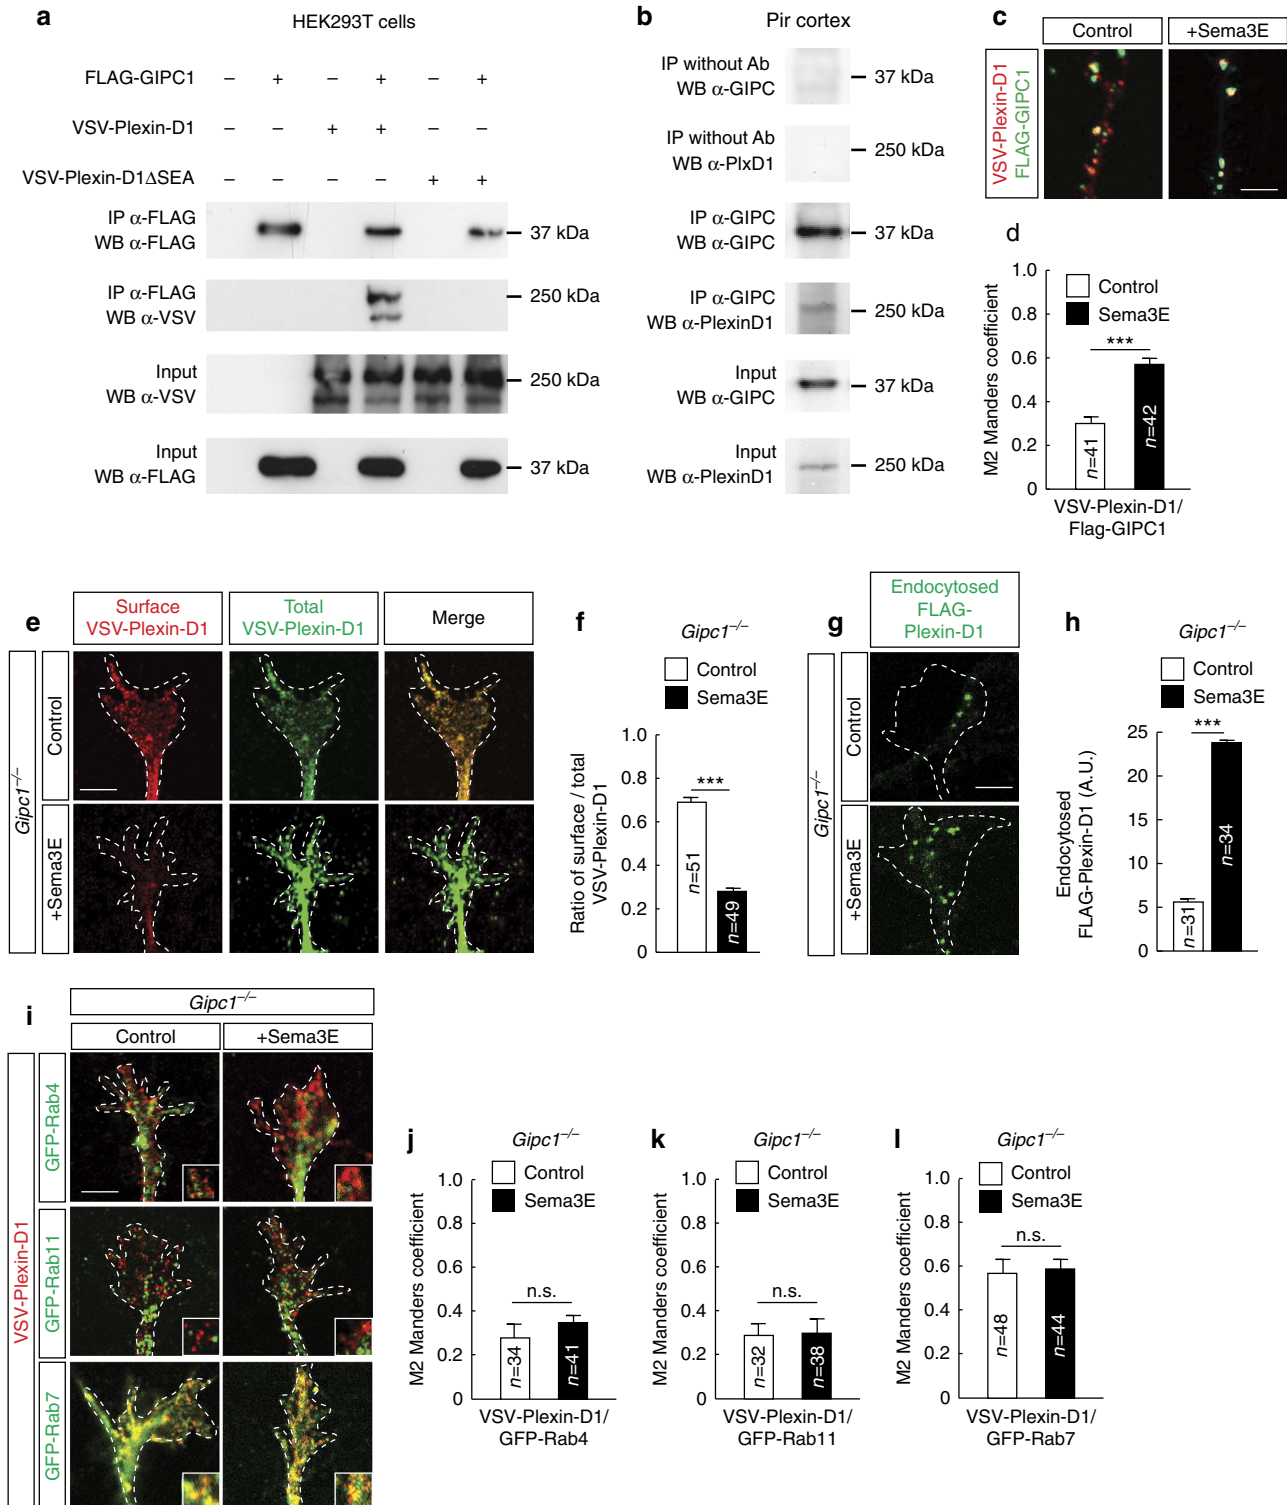 a
HEK293T cells
FLAG-GIPC1 – + – + – +
VSV-Plexin-D1 – – + + – –
VSV-Plexin-D1ΔSEA – – – – + +
IP α-FLAG
WB α-FLAG
37 kDa
IP α-FLAG
WB α-VSV
250 kDa
Input
WB α-VSV
250 kDa
Input
WB α-FLAG
37 kDa
b
Pir cortex
IP without Ab
WB α-GIPC
37 kDa
IP without Ab
WB α-PlxD1
250 kDa
IP α-GIPC
WB α-GIPC
37 kDa
IP α-GIPC
WB α-PlexinD1
250 kDa
Input
WB α-GIPC
37 kDa
Input
WB α-PlexinD1
250 kDa
c
Control
+Sema3E
VSV-Plexin-D1
FLAG-GIPC1
d
M2 Manders coefficient
1.0
0.8
0.6
0.4
0.2
0
Control
Sema3E
***
n=41
n=42
VSV-Plexin-D1/
Flag-GIPC1
e
Surface
VSV-Plexin-D1
Total
VSV-Plexin-D1
Merge
Gipc1–/–
Control
+Sema3E
f
Gipc1–/–
Control
Sema3E
Ratio of surface / total
VSV-Plexin-D1
1.0
0.8
0.6
0.4
0.2
0
***
n=51
n=49
g
Endocytosed
FLAG-
Plexin-D1
Gipc1–/–
Control
+Sema3E
h
Gipc1–/–
Control
Sema3E
Endocytosed
FLAG-Plexin-D1 (A.U.)
25
20
15
10
5
0
***
n=31
n=34
i
Gipc1–/–
Control
+Sema3E
VSV-Plexin-D1
GFP-Rab4
GFP-Rab11
GFP-Rab7
j
Gipc1–/–
Control
Sema3E
M2 Manders coefficient
1.0
0.8
0.6
0.4
0.2
0
n.s.
n=34
n=41
VSV-Plexin-D1/
GFP-Rab4
k
Gipc1–/–
Control
Sema3E
M2 Manders coefficient
1.0
0.8
0.6
0.4
0.2
0
n.s.
n=32
n=38
VSV-Plexin-D1/
GFP-Rab11
l
Gipc1–/–
Control
Sema3E
M2 Manders coefficient
1.0
0.8
0.6
0.4
0.2
0
n.s.
n=48
n=44
VSV-Plexin-D1/
GFP-Rab7